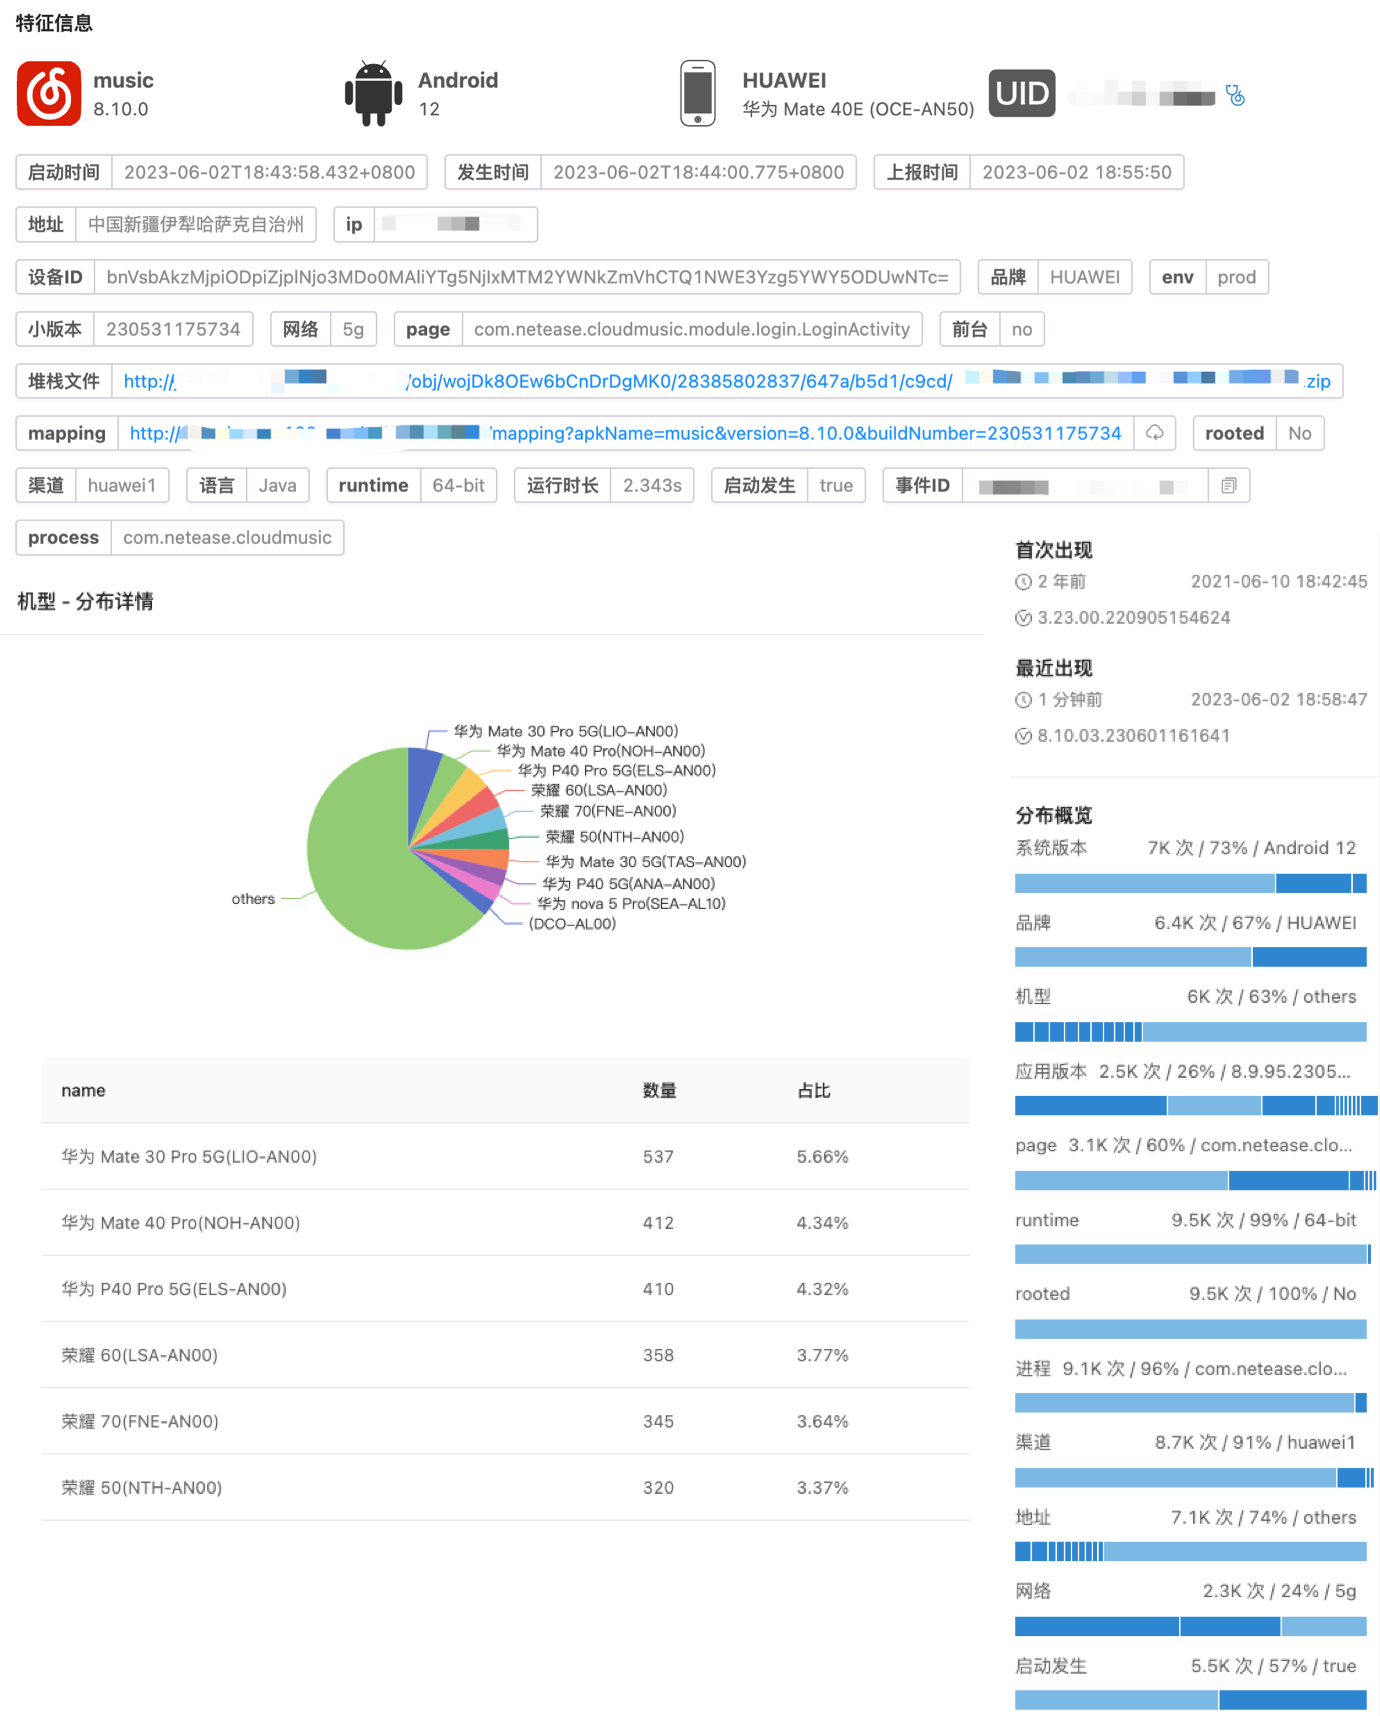 特征信息
music
8.10.0
Android
12
HUAWEI
华为 Mate 40E (OCE-AN50)
UID
启动时间 2023-06-02T18:43:58.432+0800 发生时间 2023-06-02T18:44:00.775+0800 上报时间 2023-06-02 18:55:50
地址 中国新疆伊犁哈萨克自治州 ip
设备ID bnVsbAkzMjpiODpiZjplNjo3MDo0MAliYTg5NjIxMTM2YWNkZmVhCTQ1NWE3Yzg5YWY5ODUwNTc= 品牌 HUAWEI env prod
小版本 230531175734 网络 5g page com.netease.cloudmusic.module.login.LoginActivity 前台 no
堆栈文件 http:// /obj/wojDk8OEw6bCnDrDgMK0/28385802837/647a/b5d1/c9cd/ .zip
mapping http:// /mapping?apkName=music&version=8.10.0&buildNumber=230531175734 rooted No
渠道 huawei1 语言 Java runtime 64-bit 运行时长 2.343s 启动发生 true 事件ID
process com.netease.cloudmusic
机型 - 分布详情
华为 Mate 30 Pro 5G(LIO-AN00)
华为 Mate 40 Pro(NOH-AN00)
华为 P40 Pro 5G(ELS-AN00)
荣耀 60(LSA-AN00)
荣耀 70(FNE-AN00)
荣耀 50(NTH-AN00)
华为 Mate 30 5G(TAS-AN00)
华为 P40 5G(ANA-AN00)
华为 nova 5 Pro(SEA-AL10)
(DCO-AL00)
others
name 数量 占比
华为 Mate 30 Pro 5G(LIO-AN00) 537 5.66%
华为 Mate 40 Pro(NOH-AN00) 412 4.34%
华为 P40 Pro 5G(ELS-AN00) 410 4.32%
荣耀 60(LSA-AN00) 358 3.77%
荣耀 70(FNE-AN00) 345 3.64%
荣耀 50(NTH-AN00) 320 3.37%
首次出现
2 年前 2021-06-10 18:42:45
3.23.00.220905154624
最近出现
1 分钟前 2023-06-02 18:58:47
8.10.03.230601161641
分布概览
系统版本 7K 次 / 73% / Android 12
品牌 6.4K 次 / 67% / HUAWEI
机型 6K 次 / 63% / others
应用版本 2.5K 次 / 26% / 8.9.95.2305...
page 3.1K 次 / 60% / com.netease.clo...
runtime 9.5K 次 / 99% / 64-bit
rooted 9.5K 次 / 100% / No
进程 9.1K 次 / 96% / com.netease.clo...
渠道 8.7K 次 / 91% / huawei1
地址 7.1K 次 / 74% / others
网络 2.3K 次 / 24% / 5g
启动发生 5.5K 次 / 57% / true